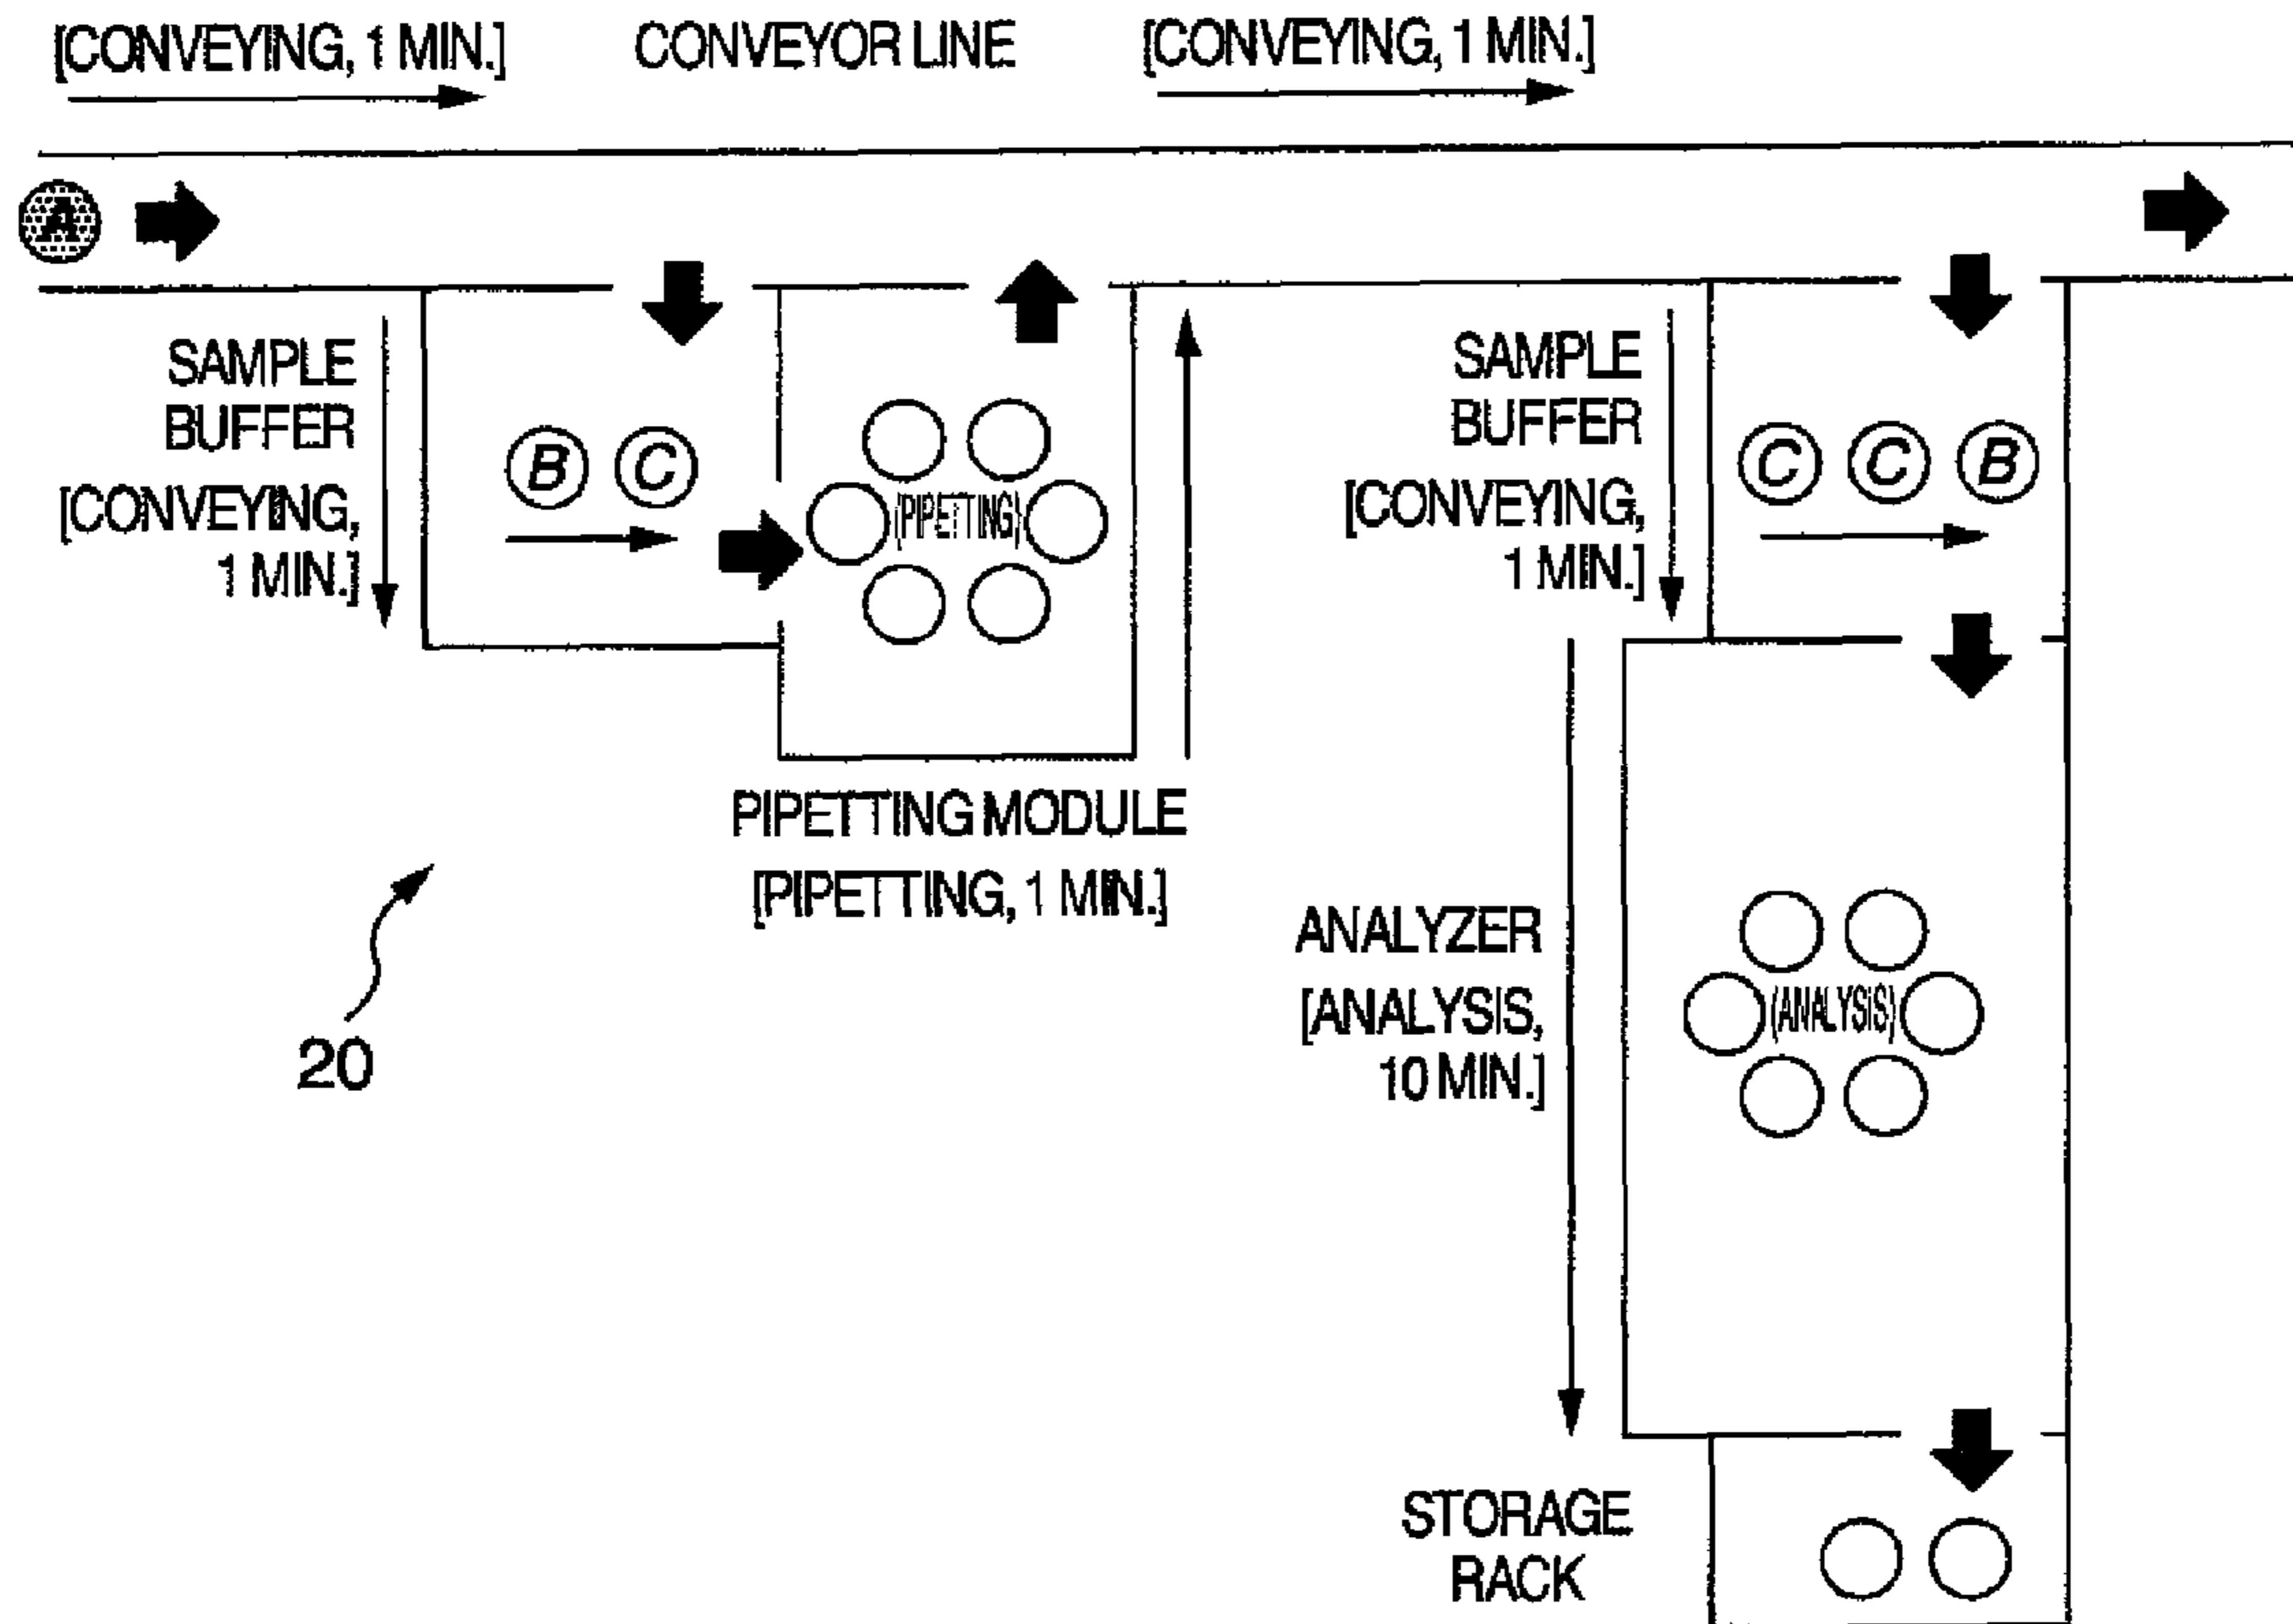 [CONVEYING, 1 MIN.]
CONVEYOR LINE
[CONVEYING, 1 MIN.]
A
SAMPLE
BUFFER
[CONVEYING,
1 MIN.]
B C
(PIPETTING)
PIPETTING MODULE
[PIPETTING, 1 MIN.]
20
SAMPLE
BUFFER
[CONVEYING,
1 MIN.]
C C B
ANALYZER
[ANALYSIS,
10 MIN.]
(ANALYSIS)
STORAGE
RACK